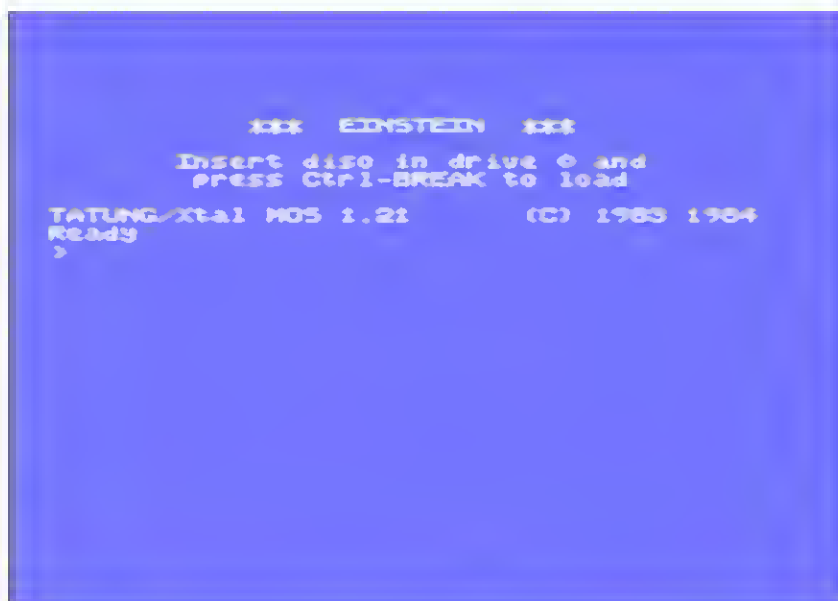 *** EINSTEIN ***
Insert disc in drive 0 and
press Ctrl-BREAK to load
TATUNG/Xtal MOS 1.21 (C) 1983 1984
Ready
>